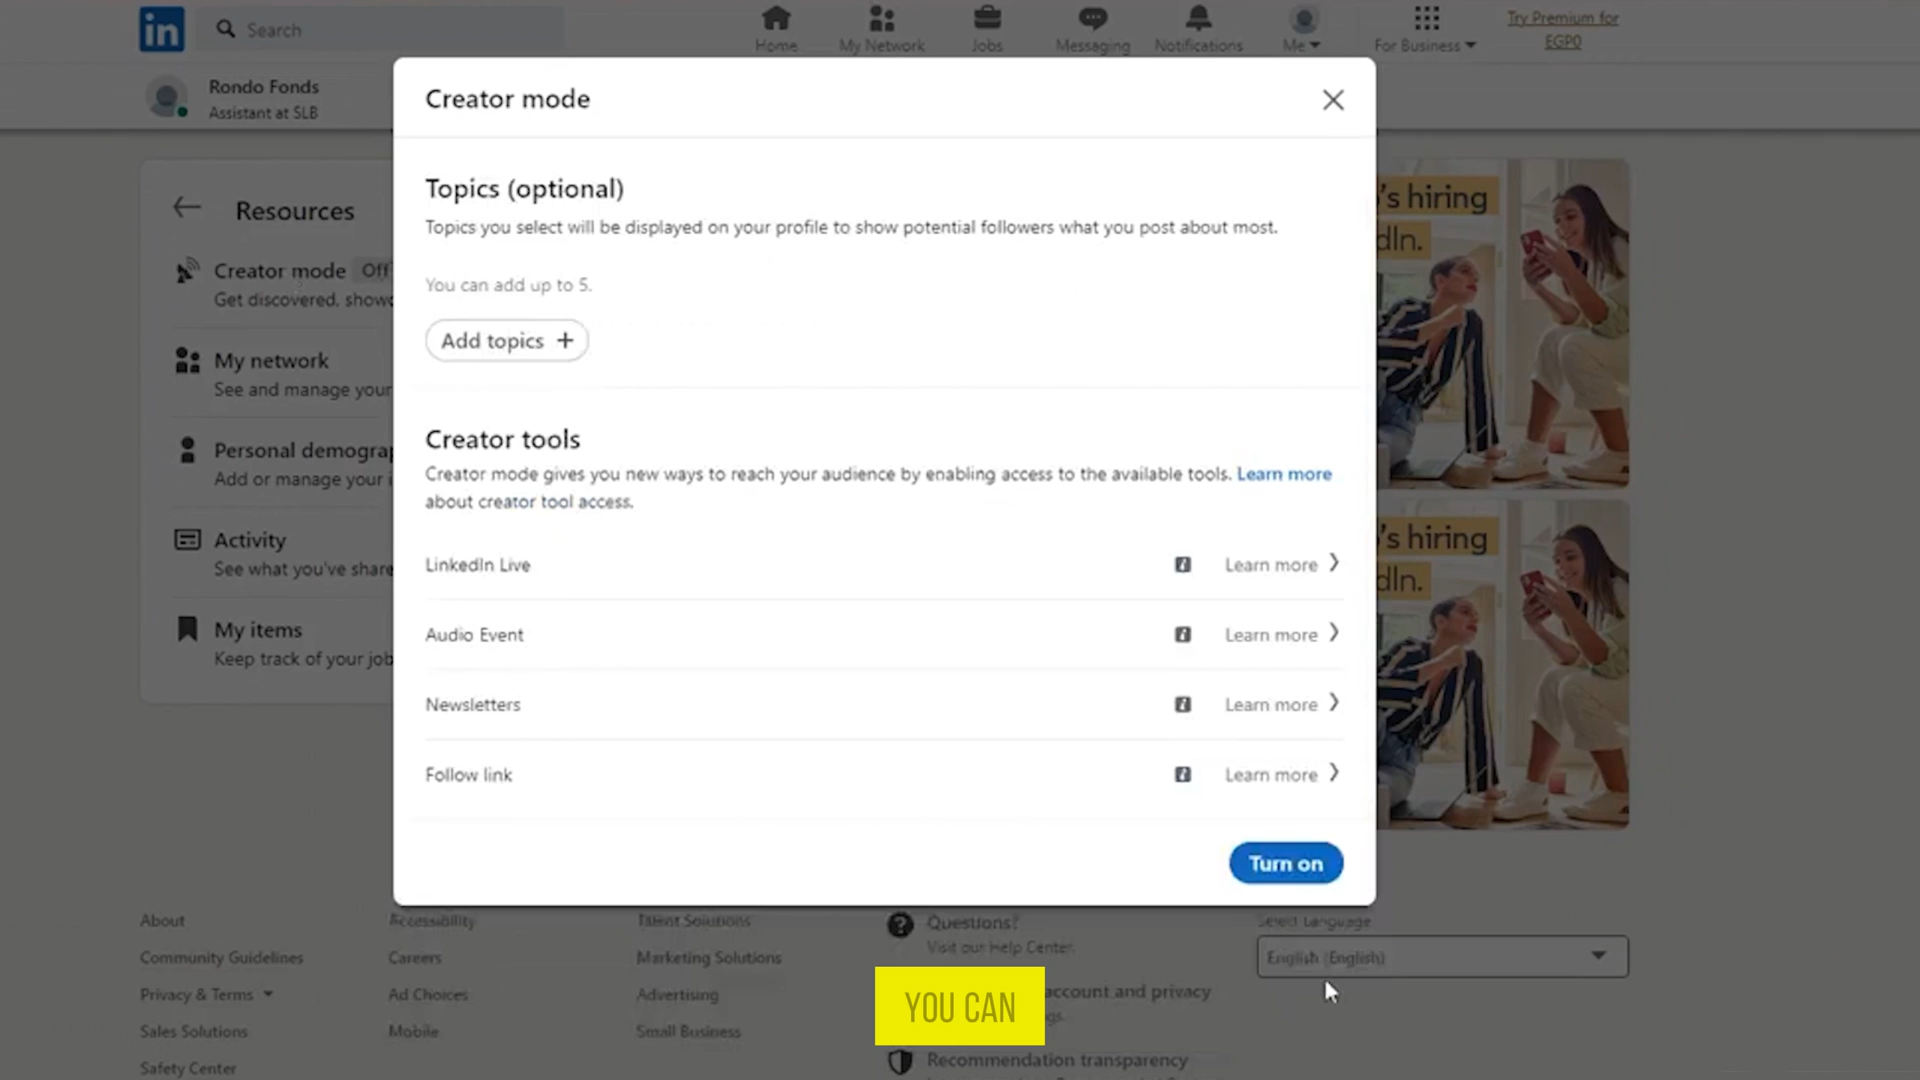 in
Search
Home
My Network
Jobs
Messaging
Notifications
Me
For Business
Try Premium for
EGP0
Rondo Fonds
Assistant at SLB
Creator mode
Topics (optional)
Topics you select will be displayed on your profile to show potential followers what you post about most.
You can add up to 5.
Add topics +
Creator tools
Creator mode gives you new ways to reach your audience by enabling access to the available tools. Learn more
about creator tool access.
LinkedIn Live
Learn more
Audio Event
Learn more
Newsletters
Learn more
Follow link
Learn more
Turn on
Resources
Creator mode Off
Get discovered,
My network
See and manage your
Personal
Add or manage your
Activity
See what you've
My items
Keep track of your job
's hiring
dIn.
's hiring
dIn.
About
Accessibility
Talent Solutions
Questions?
Visit our Help Center.
Select Language
English (English)
Community Guidelines
Careers
Marketing Solutions
Privacy & Terms
Ad Choices
Advertising
account and privacy
Sales Solutions
Mobile
Small Business
Safety Center
Recommendation transparency
YOU CAN